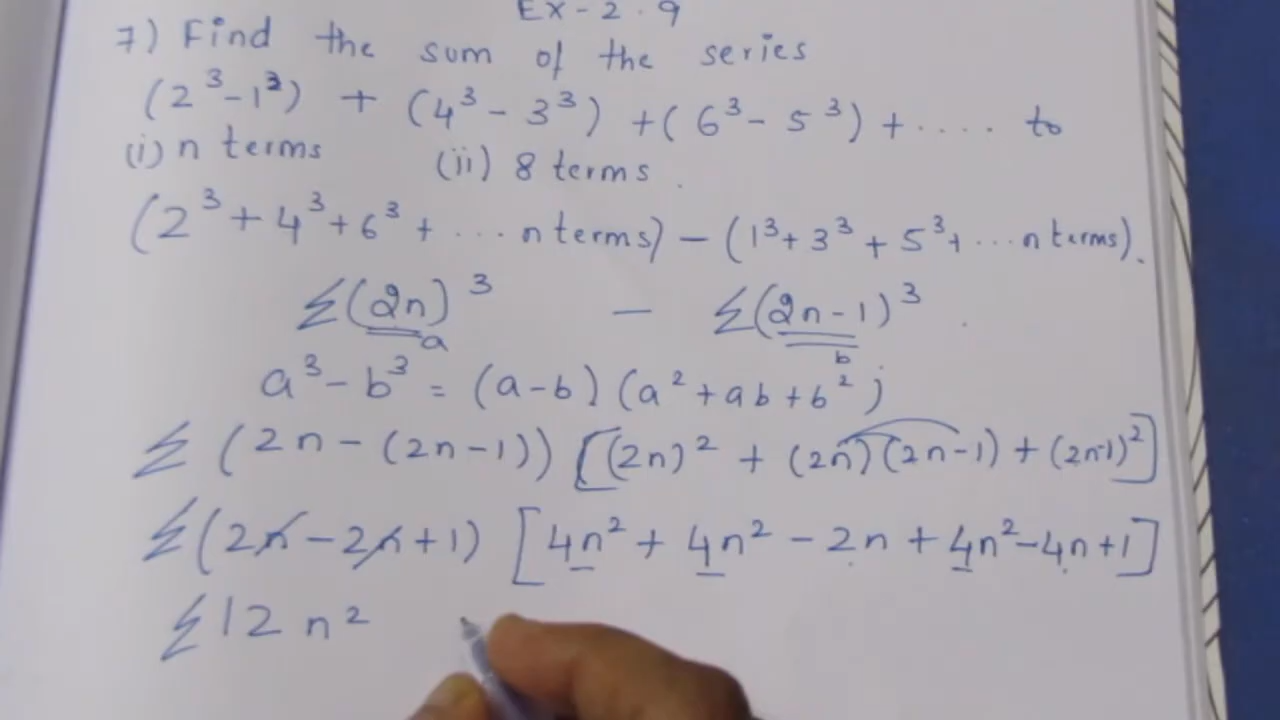 Ex-2.9
7) Find the sum of the series
(2³-1³) + (4³-3³) + (6³-5³) + .... to
(i) n terms (ii) 8 terms.
(2³+4³+6³+...n terms) - (1³+3³+5³+...n terms).
Σ(2n)³ - Σ(2n-1)³
a b
a³-b³ = (a-b)(a²+ab+b²)
Σ(2n-(2n-1))[(2n)²+(2n)(2n-1)+(2n-1)²]
Σ(2n-2n+1)[4n²+4n²-2n+4n²-4n+1]
Σ12n²